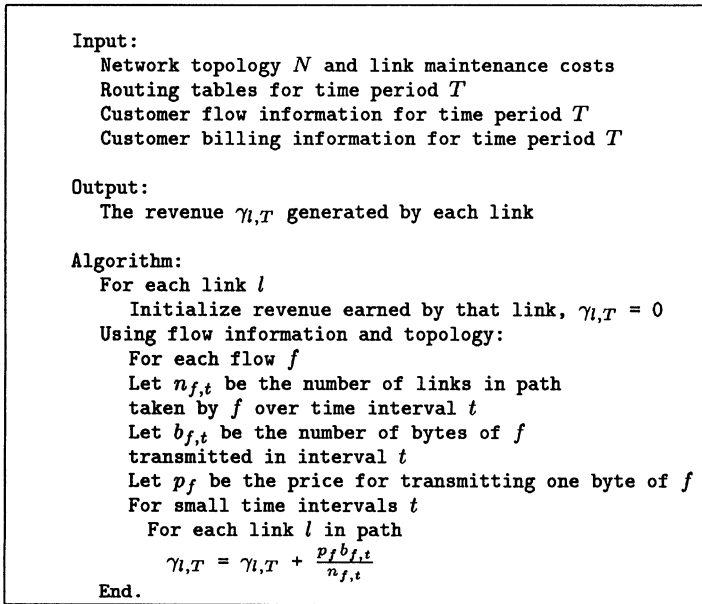 Input:
Network topology N and link maintenance costs
Routing tables for time period T
Customer flow information for time period T
Customer billing information for time period T
Output:
The revenue γ_{l,T} generated by each link
Algorithm:
For each link l
Initialize revenue earned by that link, γ_{l,T} = 0
Using flow information and topology:
For each flow f
Let n_{f,t} be the number of links in path
taken by f over time interval t
Let b_{f,t} be the number of bytes of f
transmitted in interval t
Let p_f be the price for transmitting one byte of f
For small time intervals t
For each link l in path
γ_{l,T} = γ_{l,T} + \frac{p_f b_{f,t}}{n_{f,t}}
End.